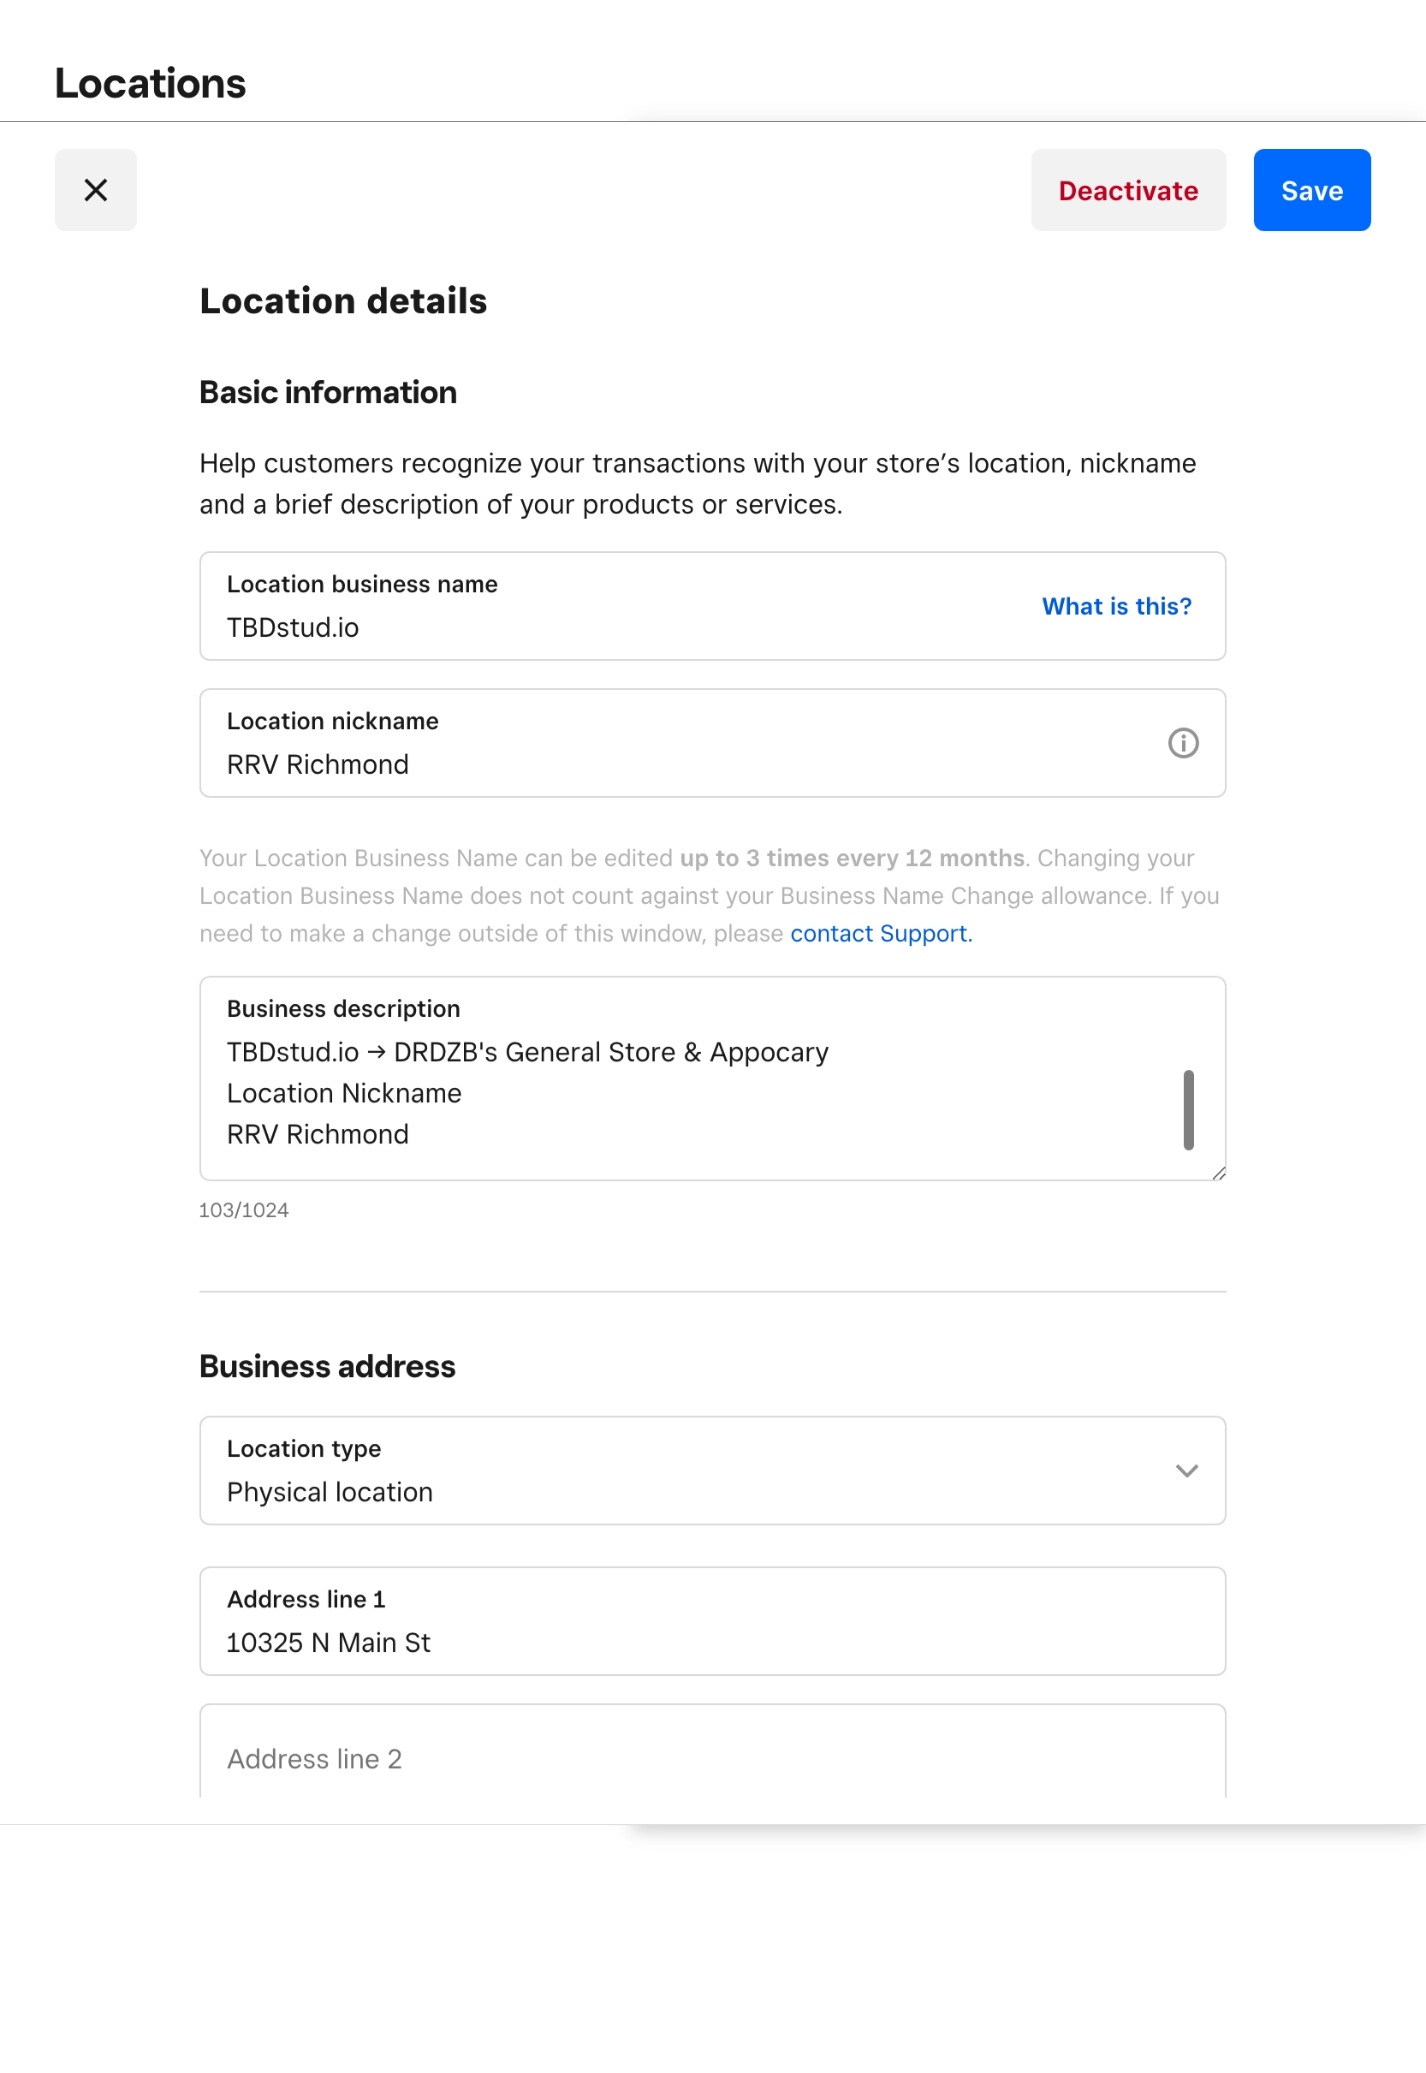 Locations
Deactivate
Save
Location details
Basic information
Help customers recognize your transactions with your store’s location, nickname
and a brief description of your products or services.
Location business name
TBDstud.io
What is this?
Location nickname
RRV Richmond
Your Location Business Name can be edited up to 3 times every 12 months. Changing your
Location Business Name does not count against your Business Name Change allowance. If you
need to make a change outside of this window, please contact Support.
Business description
TBDstud.io → DRDZB's General Store & Appocary
Location Nickname
RRV Richmond
103/1024
Business address
Location type
Physical location
Address line 1
10325 N Main St
Address line 2